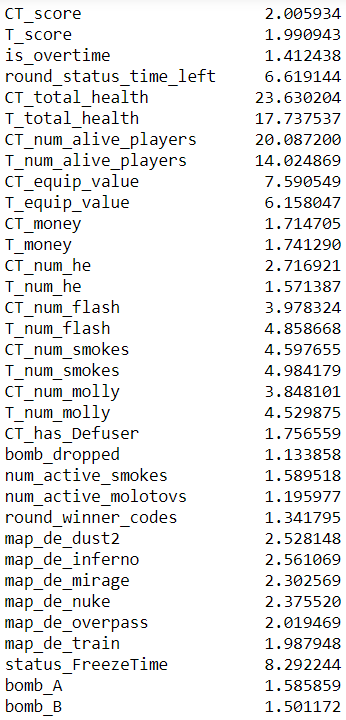 CT_score 2.005934
T_score 1.990943
is_overtime 1.412438
round_status_time_left 6.619144
CT_total_health 23.630204
T_total_health 17.737537
CT_num_alive_players 20.087200
T_num_alive_players 14.024869
CT_equip_value 7.590549
T_equip_value 6.158047
CT_money 1.714705
T_money 1.741290
CT_num_he 2.716921
T_num_he 1.571387
CT_num_flash 3.978324
T_num_flash 4.858668
CT_num_smokes 4.597655
T_num_smokes 4.984179
CT_num_molly 3.848101
T_num_molly 4.529875
CT_has_Defuser 1.756559
bomb_dropped 1.133858
num_active_smokes 1.589518
num_active_molotovs 1.195977
round_winner_codes 1.341795
map_de_dust2 2.528148
map_de_inferno 2.561069
map_de_mirage 2.302569
map_de_nuke 2.375520
map_de_overpass 2.019469
map_de_train 1.987948
status_FreezeTime 8.292244
bomb_A 1.585859
bomb_B 1.501172